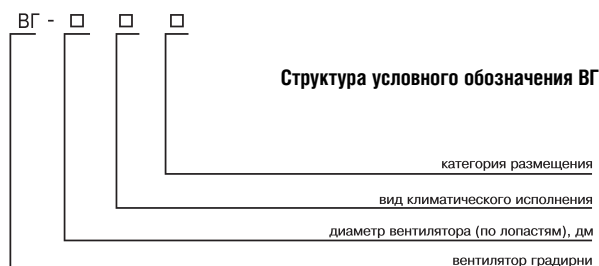 ВГ - □ □ □
Структура условного обозначения ВГ
категория размещения
вид климатического исполнения
диаметр вентилятора (по лопастям), дм
вентилятор градирни